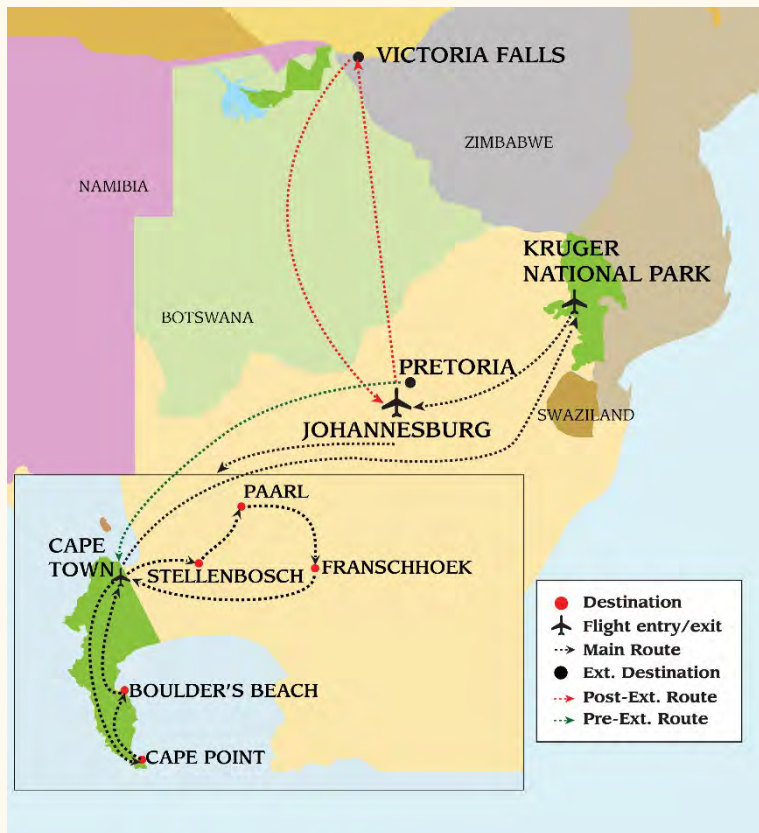 VICTORIA FALLS
ZIMBABWE
NAMIBIA
KRUGER
NATIONAL PARK
BOTSWANA
PRETORIA
SWAZILAND
JOHANNESBURG
PAARL
CAPE
TOWN
STELLENBOSCH
FRANSCHHOEK
BOULDER'S BEACH
CAPE POINT
Destination
Flight entry/exit
Main Route
Ext. Destination
Post-Ext. Route
Pre-Ext. Route